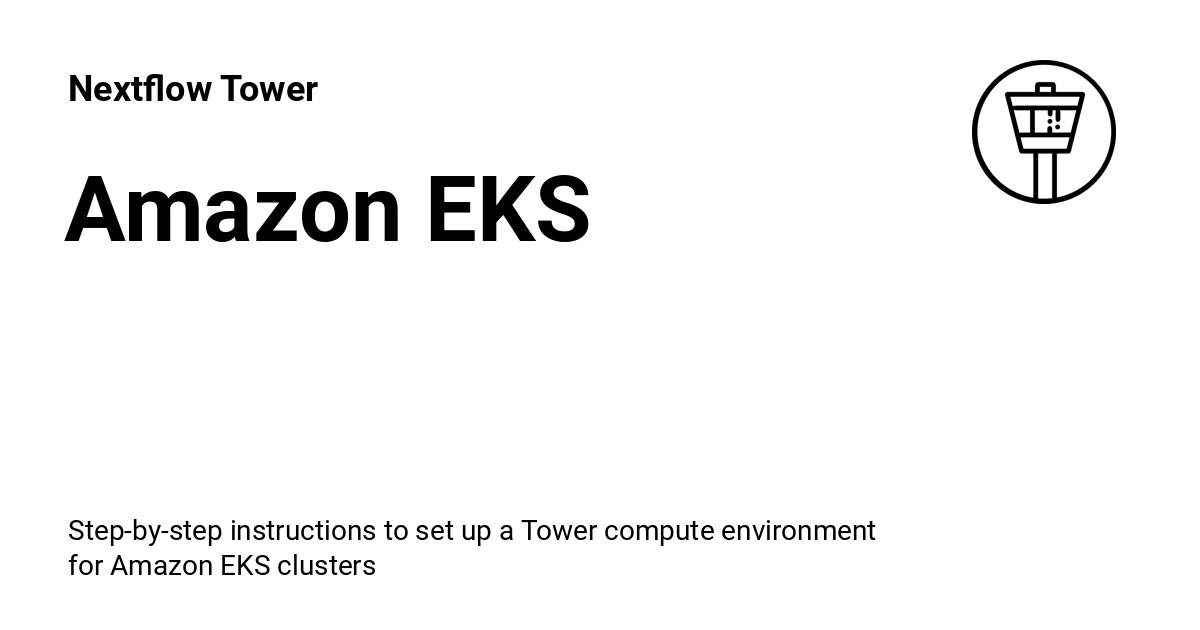 Nextflow Tower
Amazon EKS
Step-by-step instructions to set up a Tower compute environment
for Amazon EKS clusters